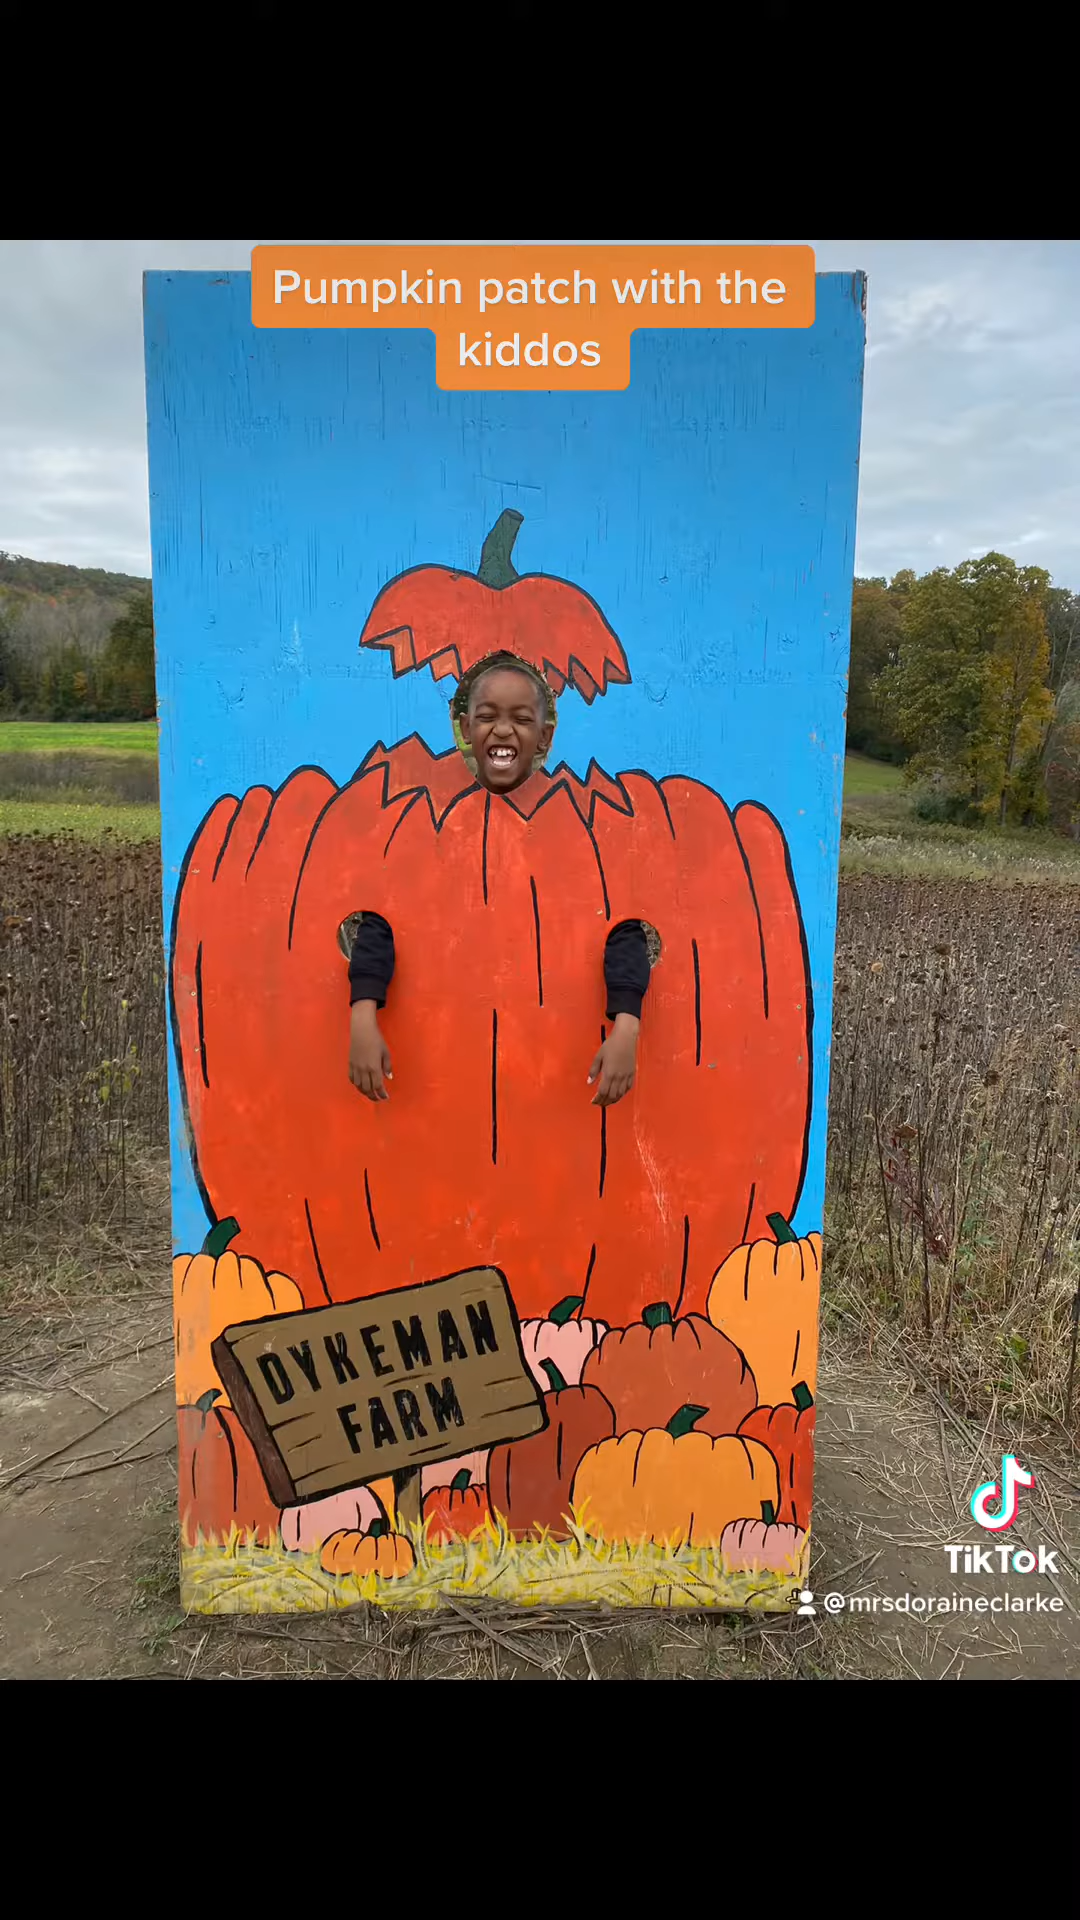 Pumpkin patch with the
kiddos
DYKEMAN
FARM
TikTok
@mrsdoraineclarke